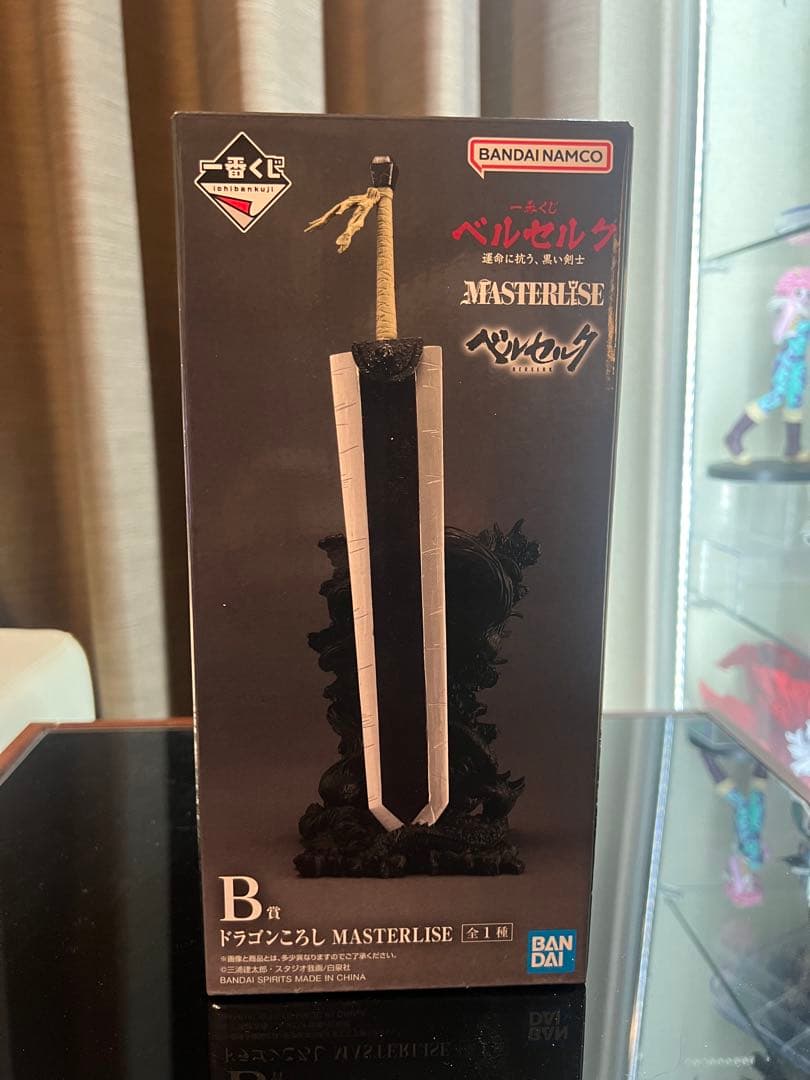 一番くじ
ichibankuji
BANDAI NAMCO
一番くじ
ベルセルク
運命に抗う、黒い剣士
MASTERLISE
ベルセルク
BERSERK
B賞
ドラゴンころし MASTERLISE 全1種
※画像と商品とは、多少異なりますのでご了承ください。
©三浦建太郎・スタジオ我画/白泉社
BANDAI SPIRITS MADE IN CHINA
BAN
DAI